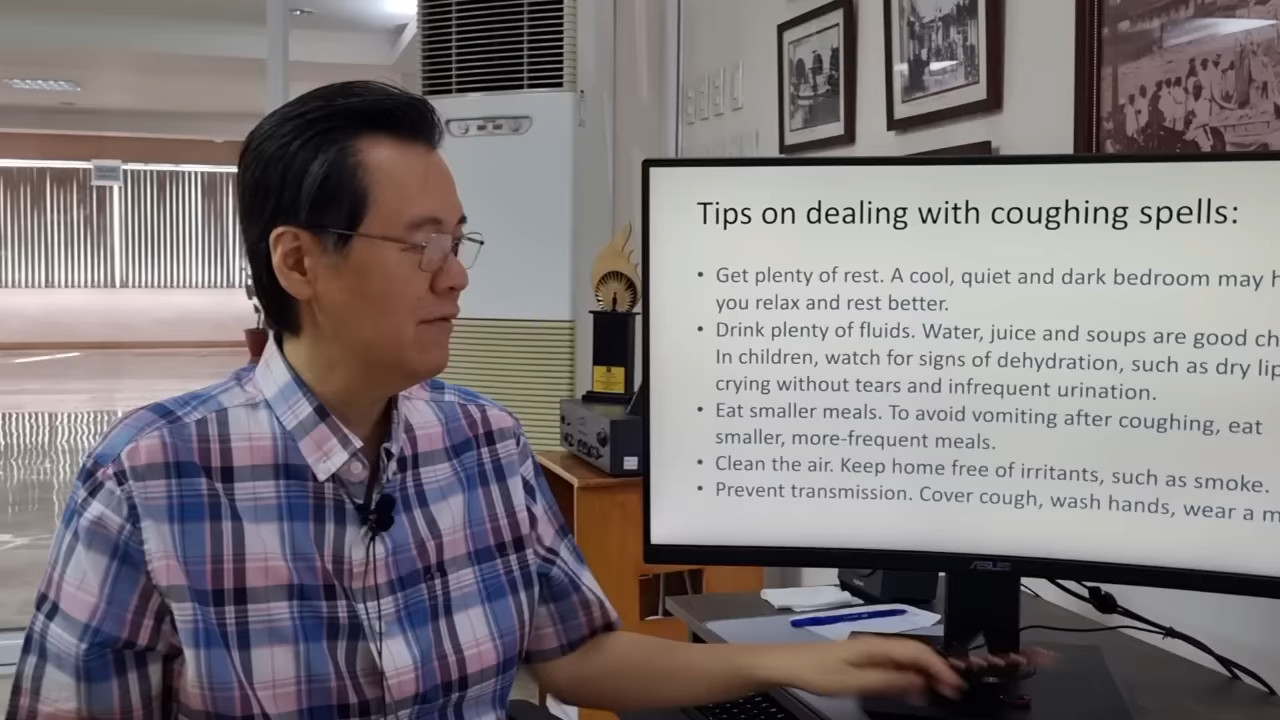 Tips on dealing with coughing spells:
• Get plenty of rest. A cool, quiet and dark bedroom may
you relax and rest better.
• Drink plenty of fluids. Water, juice and soups are good
In children, watch for signs of dehydration, such as dry
crying without tears and infrequent urination.
• Eat smaller meals. To avoid vomiting after coughing, eat
smaller, more-frequent meals.
• Clean the air. Keep home free of irritants, such as smoke.
• Prevent transmission. Cover cough, wash hands, wear a
ASUS